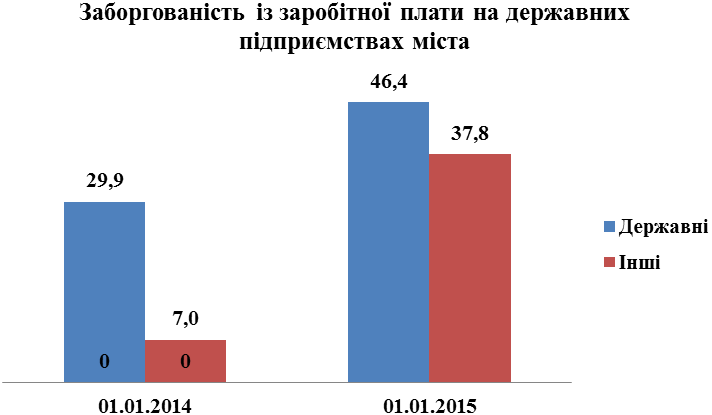 Заборгованість із заробітної плати на державних
підприємствах міста
46,4
37,8
29,9
7,0
0 0
Державні
Інші
01.01.2014 01.01.2015